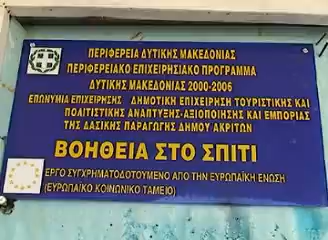 ΠΕΡΙΦΕΡΕΙΑ ΔΥΤΙΚΗΣ ΜΑΚΕΔΟΝΙΑΣ
ΠΕΡΙΦΕΡΕΙΑΚΟ ΕΠΙΧΕΙΡΗΣΙΑΚΟ ΠΡΟΓΡΑΜΜΑ
ΔΥΤΙΚΗΣ ΜΑΚΕΔΟΝΙΑΣ 2000-2006
ΕΠΩΝΥΜΙΑ ΕΠΙΧΕΙΡΗΣΗΣ ΔΗΜΟΤΙΚΗ ΕΠΙΧΕΙΡΗΣΗ ΤΟΥΡΙΣΤΙΚΗΣ ΚΑΙ
ΠΟΛΙΤΙΣΤΙΚΗΣ ΑΝΑΠΤΥΞΗΣ-ΑΞΙΟΠΟΙΗΣΗΣ ΚΑΙ ΕΜΠΟΡΙΑΣ
ΤΗΣ ΔΑΣΙΚΗΣ ΠΑΡΑΓΩΓΗΣ ΔΗΜΟΥ ΑΚΡΙΤΩΝ
ΒΟΗΘΕΙΑ ΣΤΟ ΣΠΙΤΙ
ΕΡΓΟ ΣΥΓΧΡΗΜΑΤΟΔΟΤΟΥΜΕΝΟ ΑΠΟ ΤΗΝ ΕΥΡΩΠΑΪΚΗ ΕΝΩΣΗ
(ΕΥΡΩΠΑΪΚΟ ΚΟΙΝΩΝΙΚΟ ΤΑΜΕΙΟ)